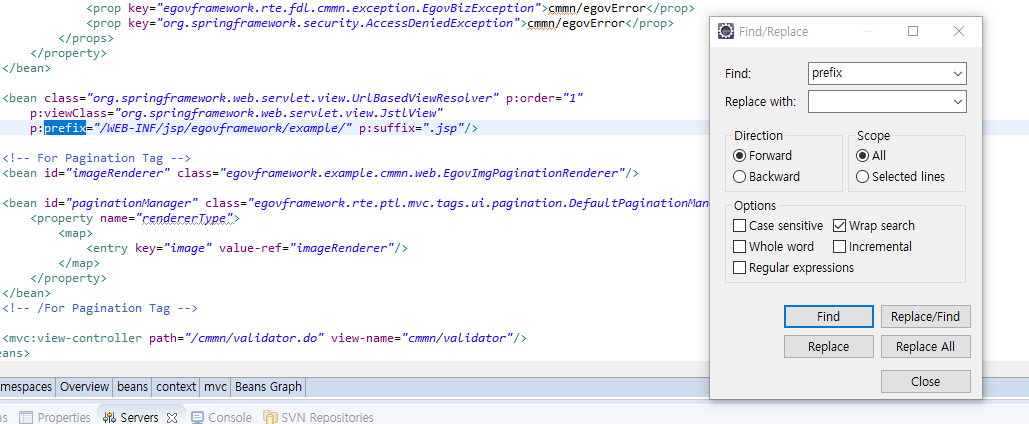 <prop key="egovframework.rte.fdl.cmmn.exception.EgovBizException">cmmn/egovError</prop>
<prop key="org.springframework.security.AccessDeniedException">cmmn/egovError</prop>
</props>
</property>
</bean>
<bean class="org.springframework.web.servlet.view.UrlBasedViewResolver" p:order="1"
p:viewClass="org.springframework.web.servlet.view.JstlView"
p:prefix="/WEB-INF/jsp/egovframework/example/" p:suffix=".jsp"/>
<!-- For Pagination Tag -->
<bean id="imageRenderer" class="egovframework.example.cmmn.web.EgovImgPaginationRenderer"/>
<bean id="paginationManager" class="egovframework.rte.ptl.mvc.tags.ui.pagination.DefaultPaginationMan
<property name="rendererType">
<map>
<entry key="image" value-ref="imageRenderer"/>
</map>
</property>
</bean>
<!-- /For Pagination Tag -->
<mvc:view-controller path="/cmmn/validator.do" view-name="cmmn/validator"/>
eans>
mespaces Overview beans context mvc Beans Graph
ns Properties Servers Console SVN Repositories
Find/Replace
Find: prefix
Replace with:
Direction Scope
Forward All
Backward Selected lines
Options
Case sensitive Wrap search
Whole word Incremental
Regular expressions
Find Replace/Find
Replace Replace All
Close